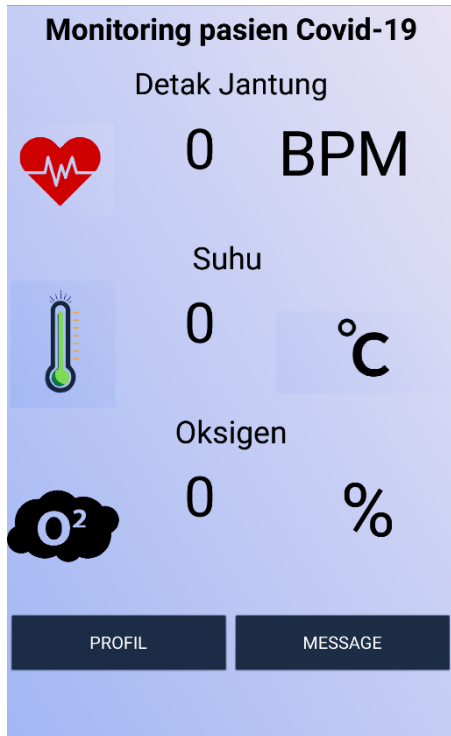 Monitoring pasien Covid-19
Detak Jantung
0 BPM
Suhu
0 °C
Oksigen
O² 0 %
PROFIL MESSAGE